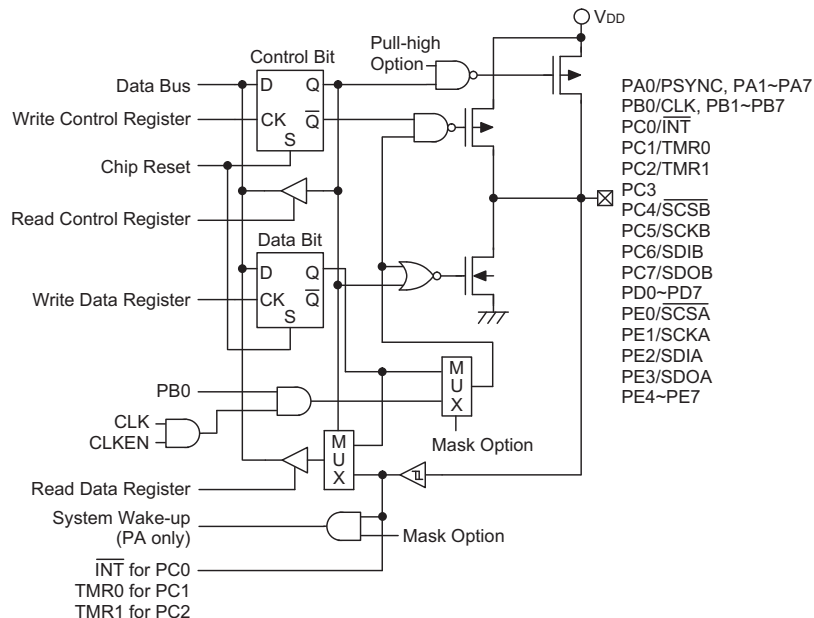 VDD
Control Bit
Pull-high
Option
Data Bus
D
Q
Write Control Register
CK
Q
S
Chip Reset
Read Control Register
Data Bit
D
Q
Write Data Register
CK
Q
S
PB0
CLK
CLKEN
M
U
X
Mask Option
M
U
X
Read Data Register
System Wake-up
(PA only)
Mask Option
INT for PC0
TMR0 for PC1
TMR1 for PC2
PA0/PSYNC, PA1~PA7
PB0/CLK, PB1~PB7
PC0/INT
PC1/TMR0
PC2/TMR1
PC3
PC4/SCSB
PC5/SCKB
PC6/SDIB
PC7/SDOB
PD0~PD7
PE0/SCSA
PE1/SCKA
PE2/SDIA
PE3/SDOA
PE4~PE7